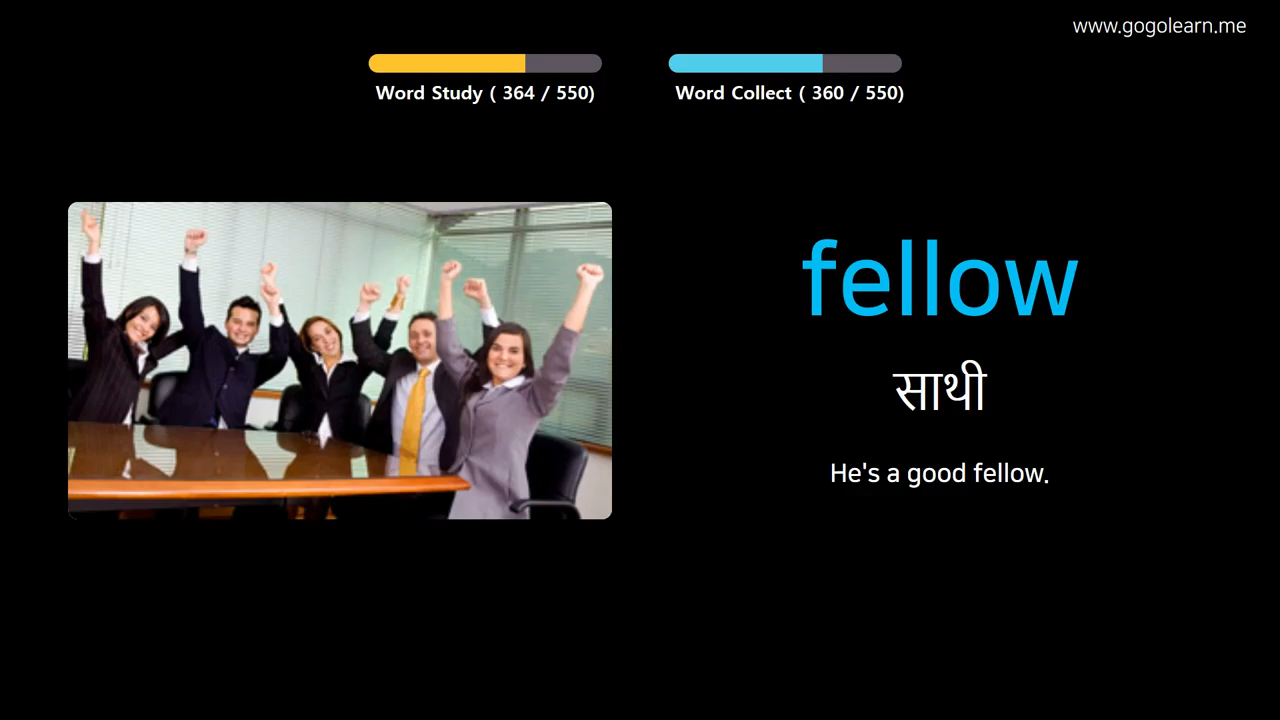 www.gogolearn.me
Word Study ( 364 / 550)
Word Collect ( 360 / 550)
fellow
साथी
He's a good fellow.